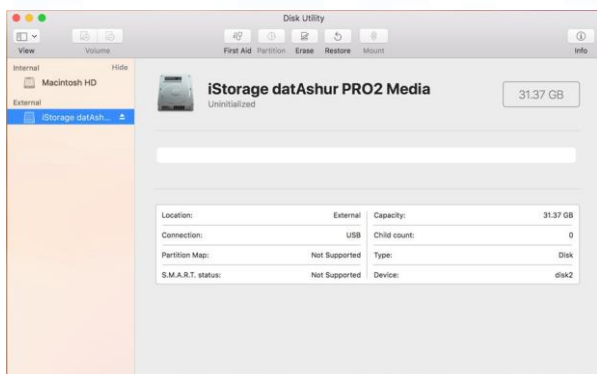 Disk Utility
View Volume First Aid Partition Erase Restore Mount Info
Internal Hide
Macintosh HD
External
iStorage datAsh...
iStorage datAshur PRO2 Media
Uninitialized
31.37 GB
Location: External Capacity: 31.37 GB
Connection: USB Child count: 0
Partition Map: Not Supported Type: Disk
S.M.A.R.T. status: Not Supported Device: disk2